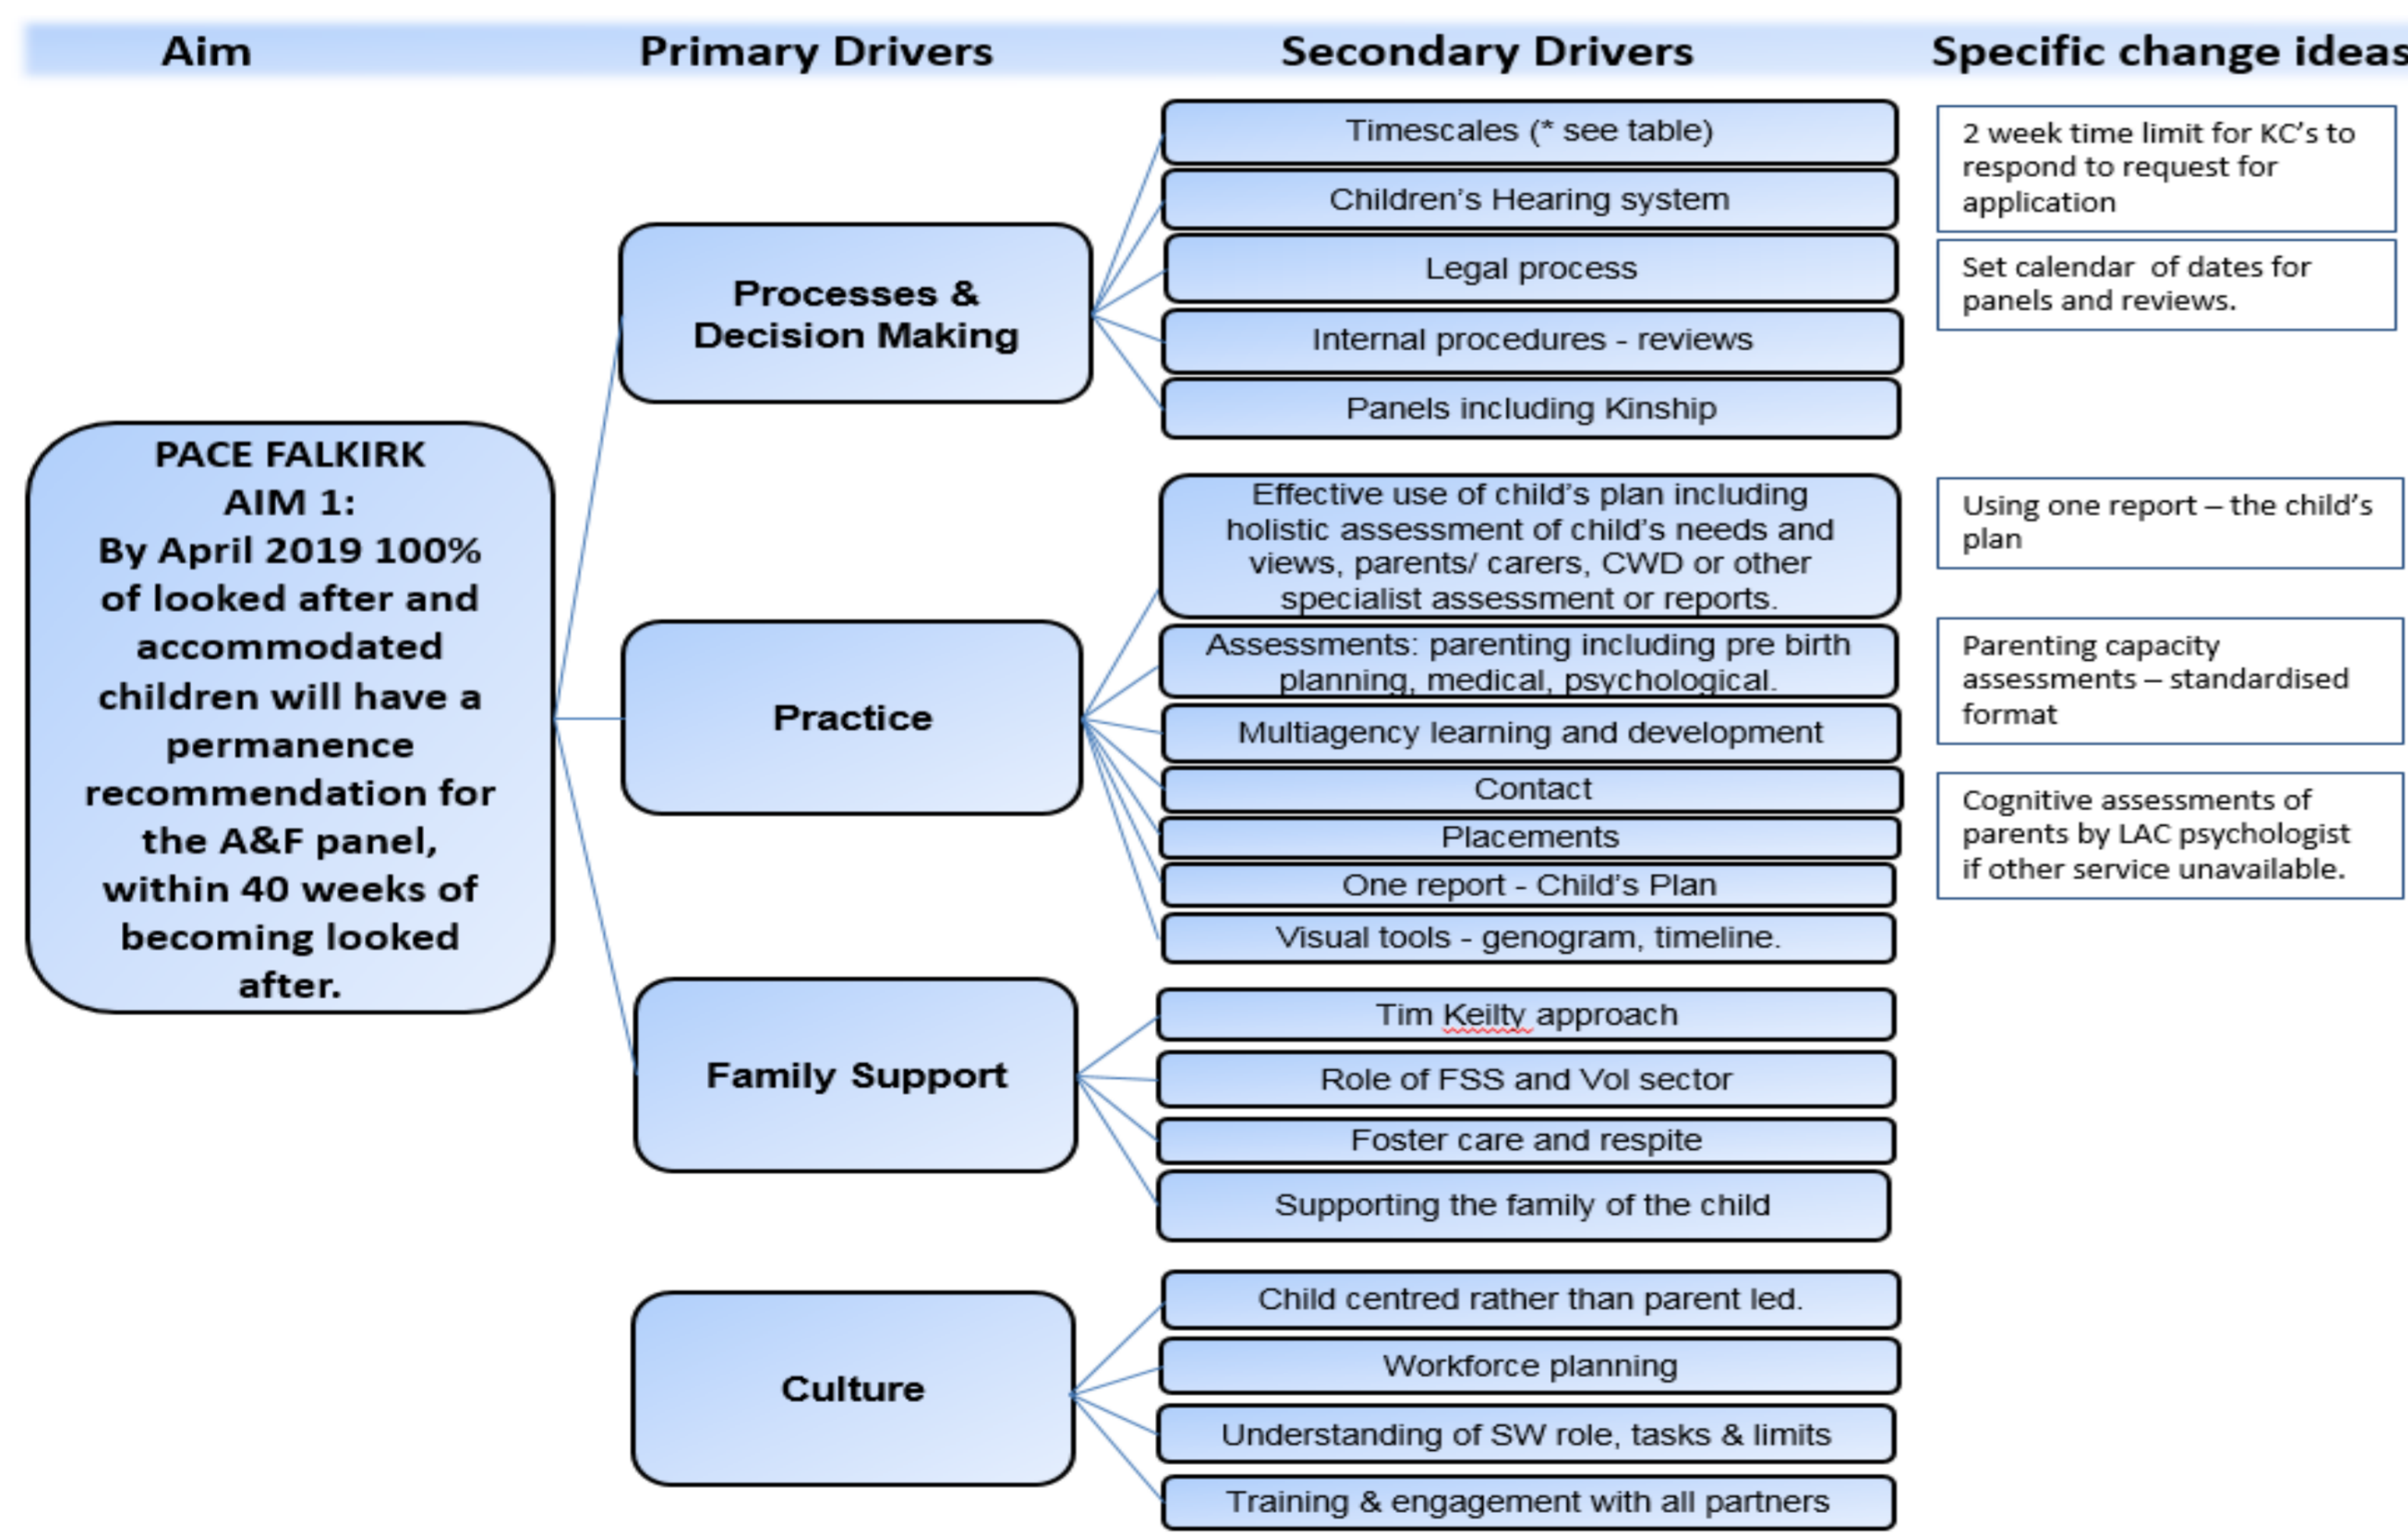 Aim
Primary Drivers
Secondary Drivers
Specific change ideas
PACE FALKIRK
AIM 1:
By April 2019 100%
of looked after and
accommodated
children will have a
permanence
recommendation for
the A&F panel,
within 40 weeks of
becoming looked
after.
Processes &
Decision Making
Timescales (* see table)
Children's Hearing system
Legal process
Internal procedures - reviews
Panels including Kinship
2 week time limit for KC's to
respond to request for
application
Set calendar of dates for
panels and reviews.
Practice
Effective use of child's plan including
holistic assessment of child's needs and
views, parents/ carers, CWD or other
specialist assessment or reports.
Assessments: parenting including pre birth
planning, medical, psychological.
Multiagency learning and development
Contact
Placements
One report - Child's Plan
Visual tools - genogram, timeline.
Using one report – the child's
plan
Parenting capacity
assessments – standardised
format
Cognitive assessments of
parents by LAC psychologist
if other service unavailable.
Family Support
Tim Keilty approach
Role of FSS and Vol sector
Foster care and respite
Supporting the family of the child
Culture
Child centred rather than parent led.
Workforce planning
Understanding of SW role, tasks & limits
Training & engagement with all partners